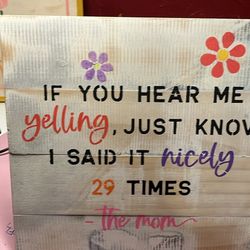 IF YOU HEAR ME
yelling, JUST KNOW
I SAID IT nicely
29 TIMES
- the mom